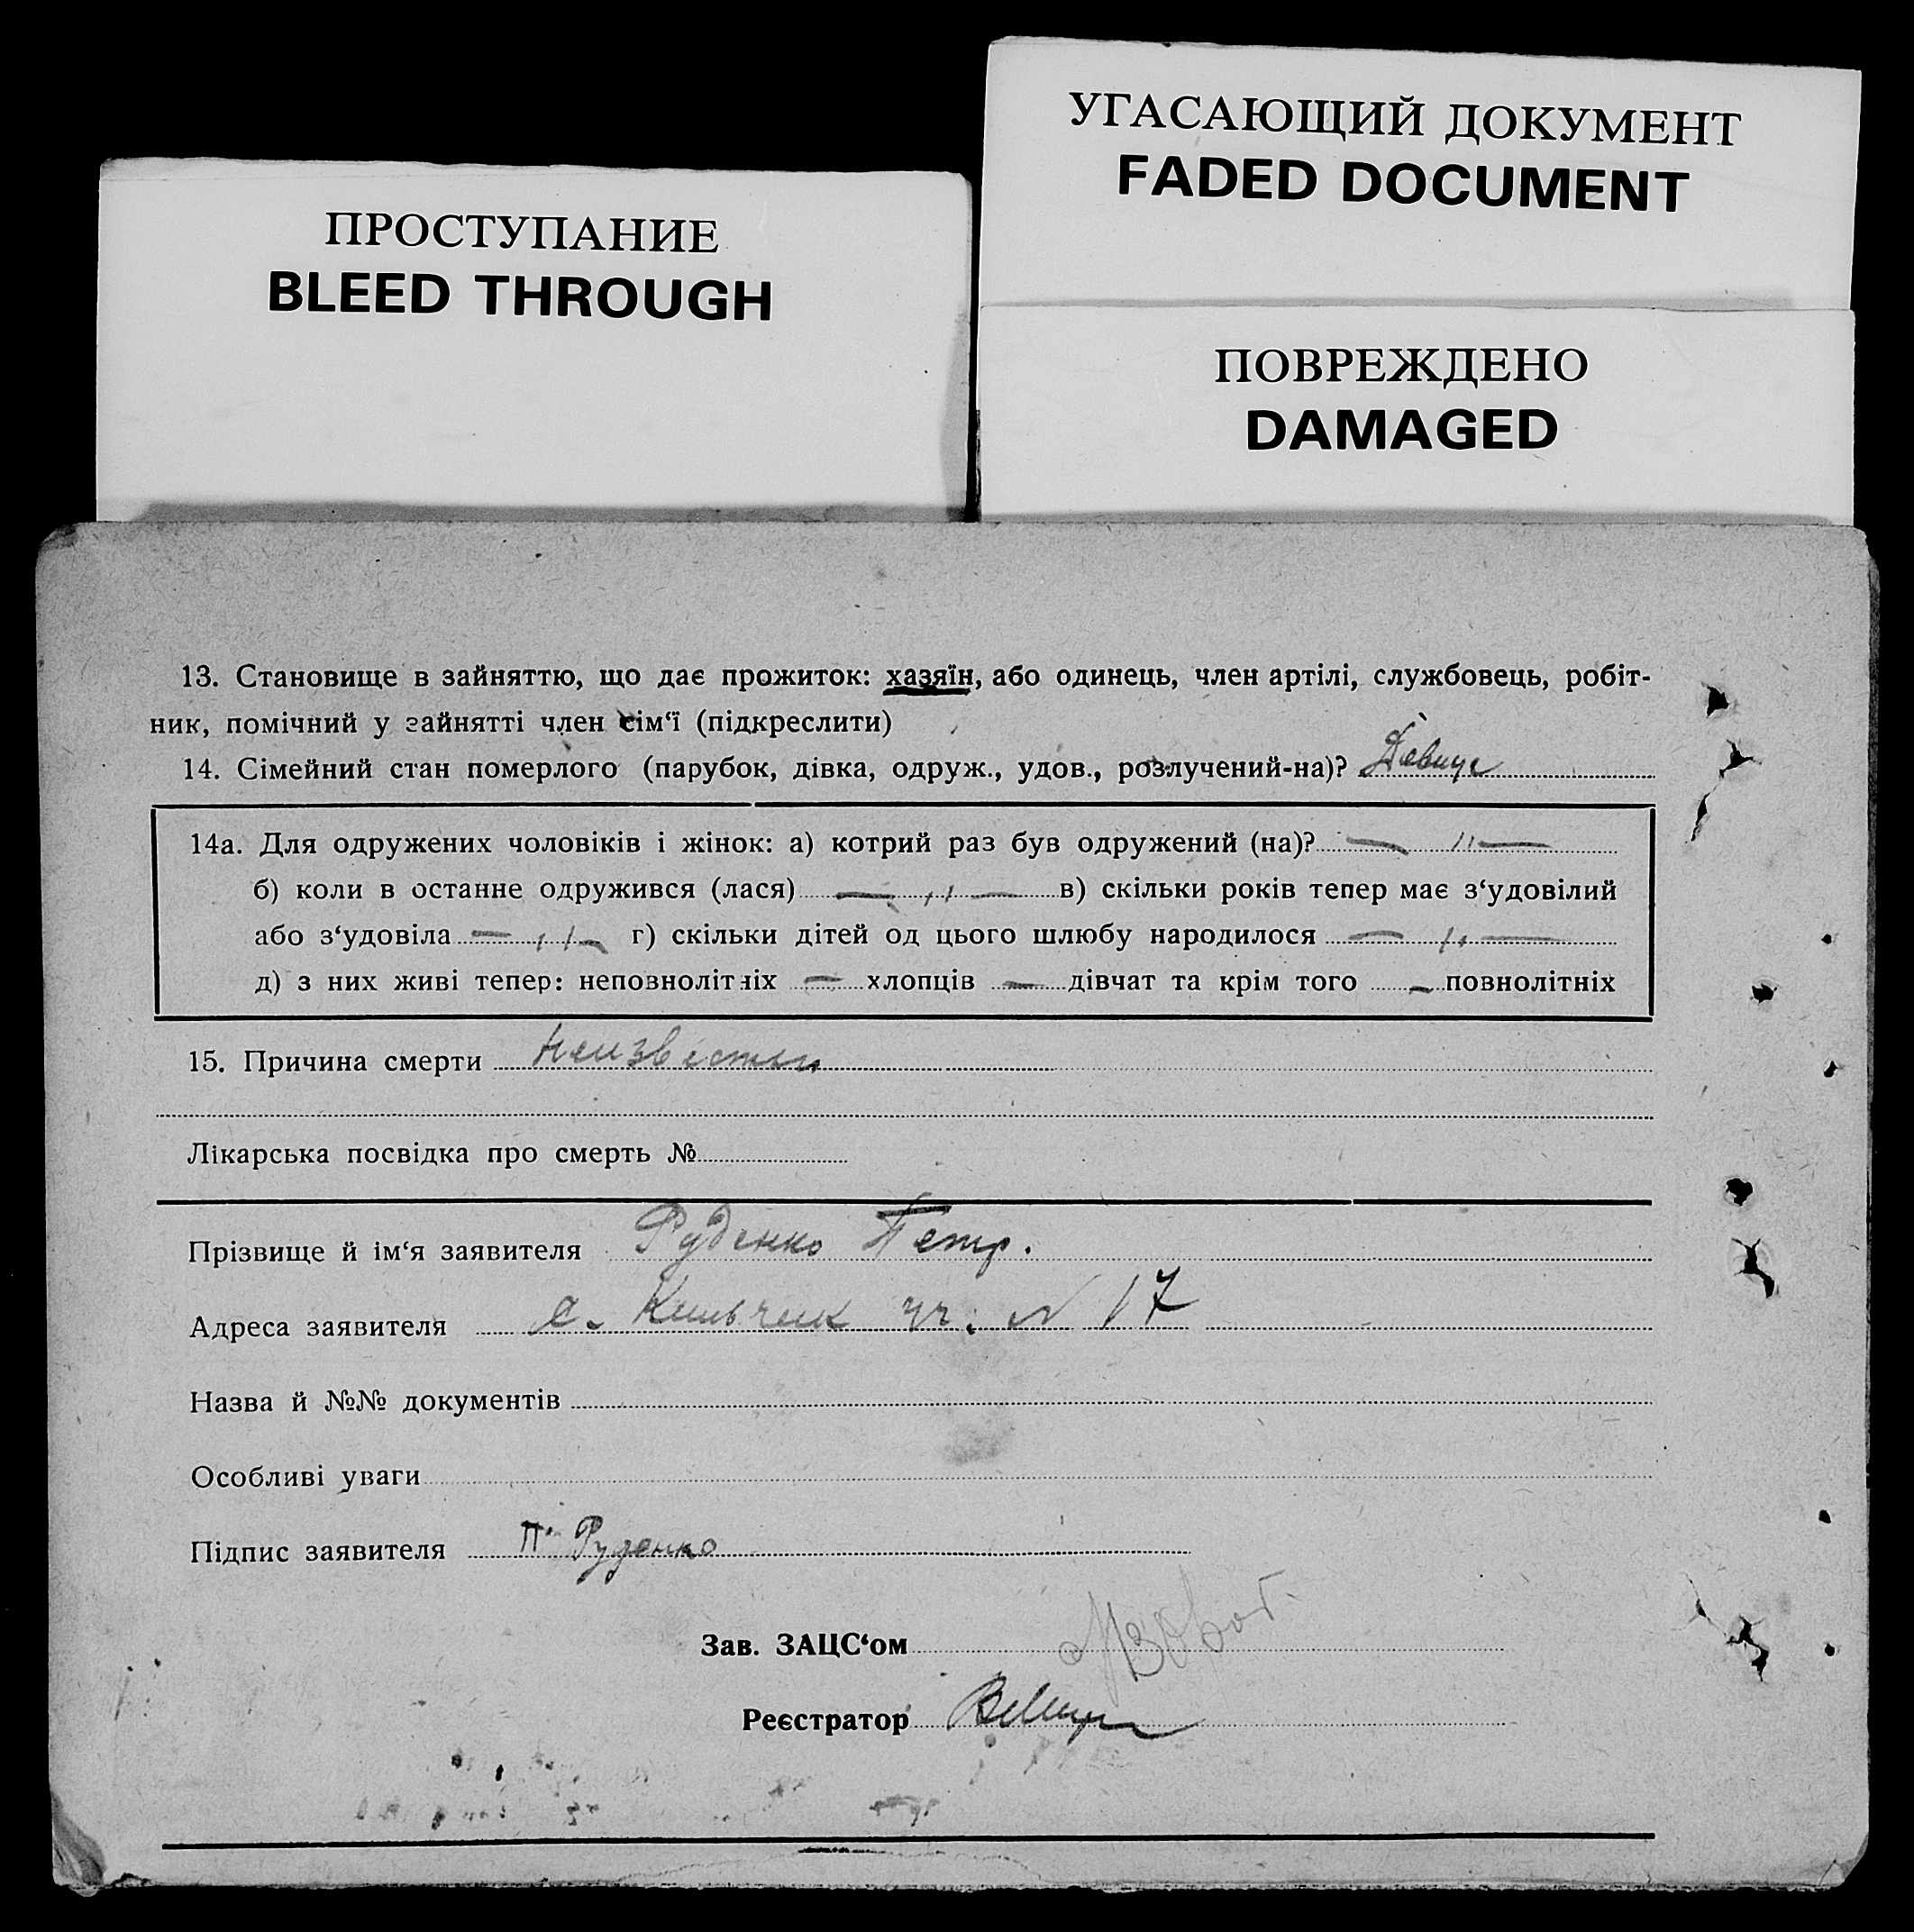 УГАСАЮЩИЙ ДОКУМЕНТ
FADED DOCUMENT
ПРОСТУПАНИЕ
BLEED THROUGH
ПОВРЕЖДЕНО
DAMAGED
13. Становище в зайняттю, що дає прожиток: хазяїн, або одинець, член артілі, службовець, робіт-
ник, помічний у зайнятті член сім‘ї (підкреслити)
14. Сімейний стан померлого (парубок, дівка, одруж., удов., розлучений-на)?
14а. Для одружених чоловіків і жінок: а) котрий раз був одружений (на)? — „ —
б) коли в останне одружився (лася) — „ — в) скільки років тепер має з‘удовілий
або з‘удовіла — „ — г) скільки дітей од цього шлюбу народилося — „ —
д) з них живі тепер: неповнолітніх — хлопців — дівчат та крім того — повнолітніх
15. Причина смерти
Лікарська посвідка про смерть №
Прізвище й ім‘я заявителя Руденко Петр.
Адреса заявителя с. Кильчик уч. N 17
Назва й №№ документів
Особливі уваги
Підпис заявителя П. Руденко
Зав. ЗАЦС‘ом
Реєстратор